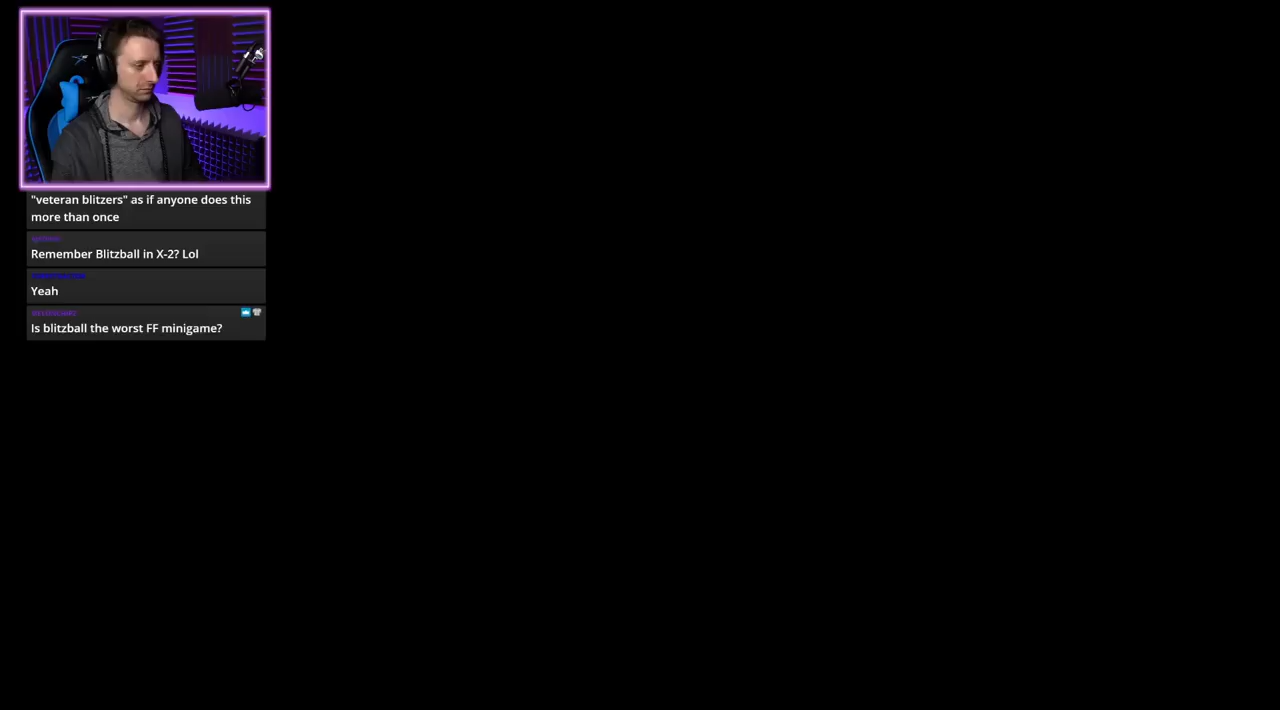 "veteran blitzers" as if anyone does this
more than once
Remember Blitzball in X-2? Lol
Yeah
Is blitzball the worst FF minigame?